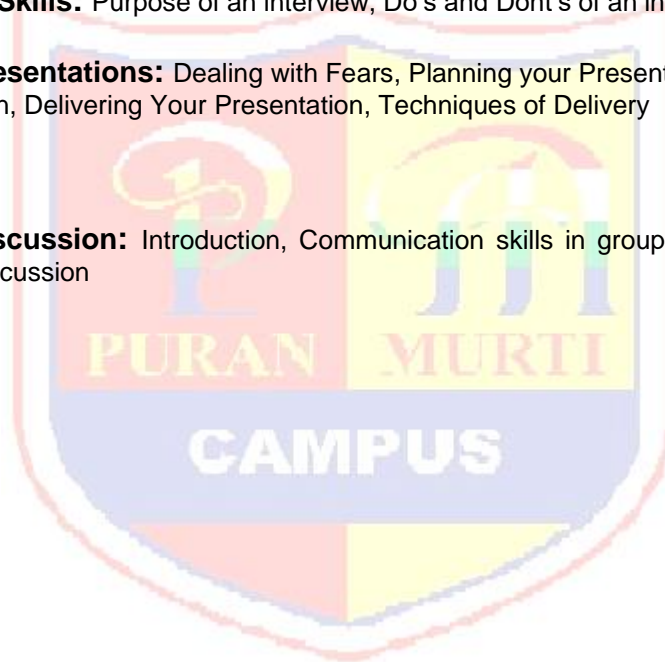 Skills: Purpose of an interview, Do's and Dont's of an in
esentations: Dealing with Fears, Planning your Present
n, Delivering Your Presentation, Techniques of Delivery
scussion: Introduction, Communication skills in group
cussion
PURAN MURTI
CAMPUS